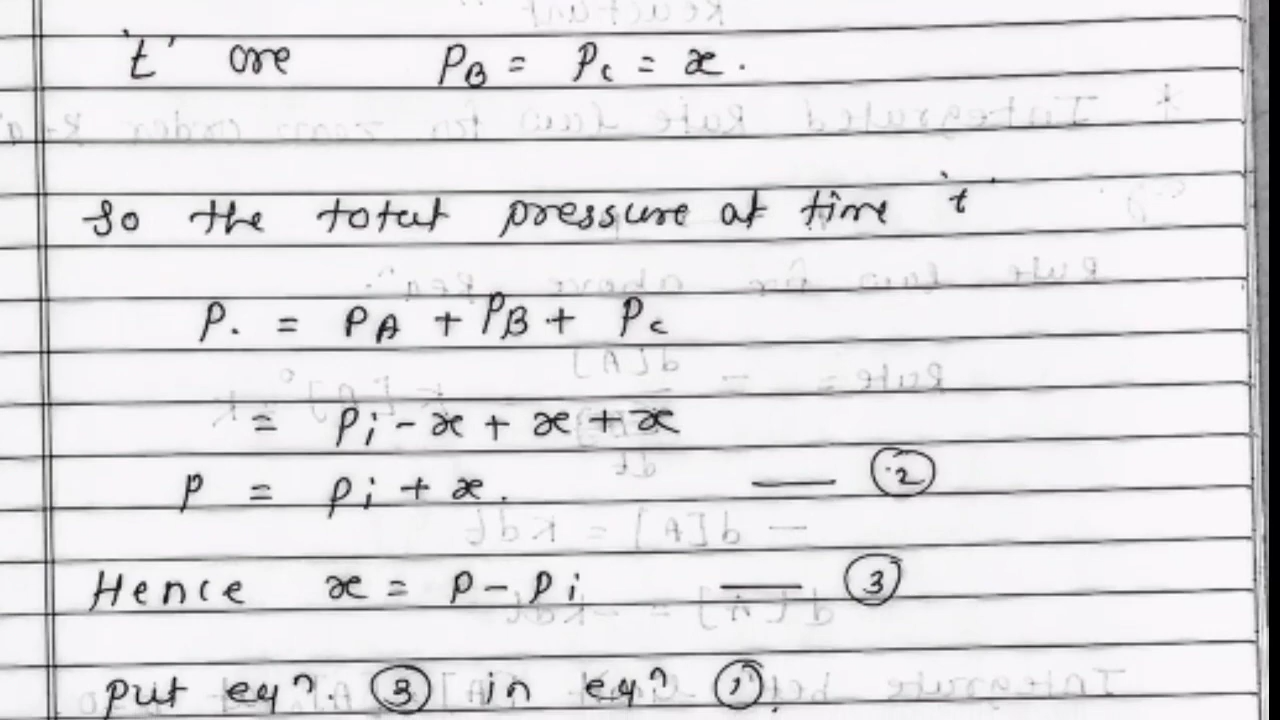 't' are PB = Pc = x.
So the total pressure at time 't'
P. = PA + PB + Pc
= Pi - x + x + x
P = Pi + x. — ②
Hence x = P - Pi — ③
put eqn. ③ in eqn ①